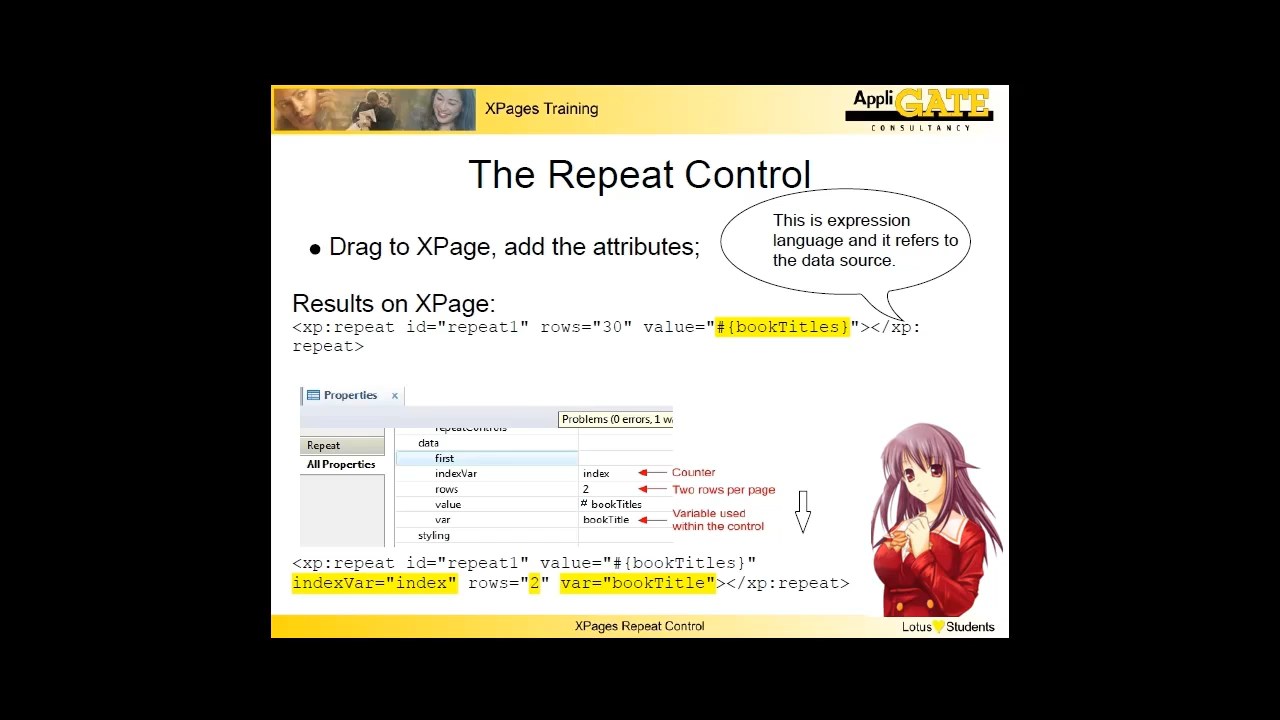 XPages Training
Appli GATE
CONSULTANCY
The Repeat Control
This is expression
language and it refers to
the data source.
● Drag to XPage, add the attributes;
Results on XPage:
<xp:repeat id="repeat1" rows="30" value="#{bookTitles}"></xp:
repeat>
Properties x
Problems (0 errors, 1 w
repeatControls
Repeat
data
All Properties
first
indexVar index Counter
rows 2 Two rows per page
value # bookTitles
var bookTitle Variable used
within the control
styling
<xp:repeat id="repeat1" value="#{bookTitles}"
indexVar="index" rows="2" var="bookTitle"></xp:repeat>
XPages Repeat Control
Lotus Students